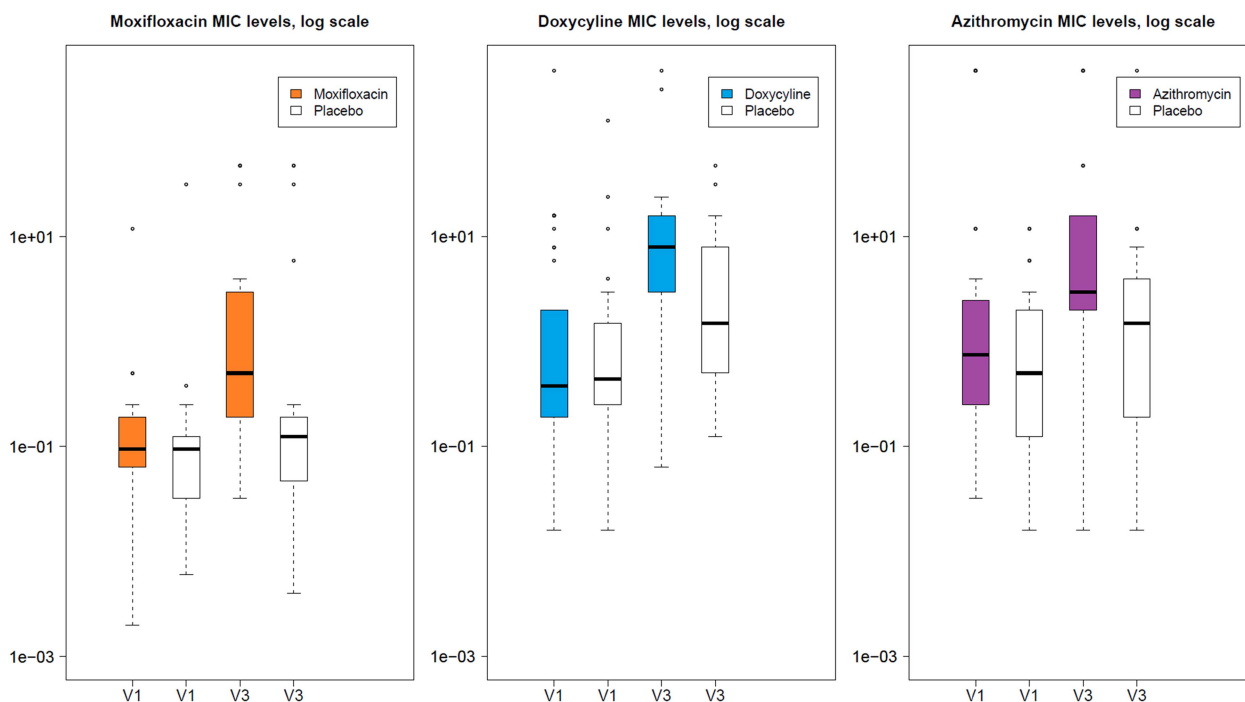 Moxifloxacin MIC levels, log scale
Moxifloxacin
Placebo
1e+01
1e−01
1e−03
V1 V1 V3 V3
Doxycyline MIC levels, log scale
Doxycyline
Placebo
1e+01
1e−01
1e−03
V1 V1 V3 V3
Azithromycin MIC levels, log scale
Azithromycin
Placebo
1e+01
1e−01
1e−03
V1 V1 V3 V3